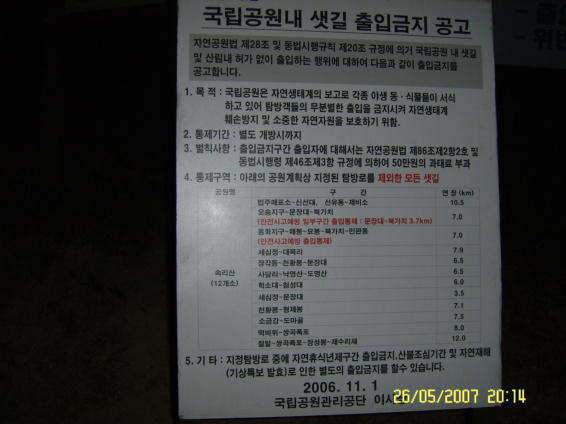 국립공원내 샛길 출입금지 공고
자연공원법 제28조 및 동법시행규칙 제20조 규정에 의거 국립공원 내 샛길
및 산림내 허가 없이 출입하는 행위에 대하여 다음과 같이 출입금지를
공고합니다.
1. 목 적 : 국립공원은 자연생태계의 보고로 각종 야생 동 · 식물들이 서식
하고 있어 탐방객들의 무분별한 출입을 금지시켜 자연생태계
훼손방지 및 소중한 자연자원을 보호하기 위함.
2. 통제기간 : 별도 개방시까지
3. 벌칙사항 : 출입금지구간 출입자에 대해서는 자연공원법 제86조제2항2호 및
동법시행령 제46조제3항 규정에 의하여 50만원의 과태료 부과
4. 통제구역 : 아래의 공원계획상 지정된 탐방로를 제외한 모든 샛길
공원명 구 간 연 장 (km)
법주매표소~신선대, 선유동~제비소 10.5
오송지구~문장대~북가치 7.0
(안전사고예방 일부구간 출입통제 : 문장대~북가치 3.7km)
용화지구~매봉~묘봉~북가치~민판동 7.0
(안전사고예방 출입통제)
세심정~대목리 7.9
장각동~천황봉~문장대 6.5
속리산 사담리~낙영산~도명산 6.5
(12개소) 학소대~첨성대 6.0
세심정~문장대 3.5
천황봉~형제봉 7.1
소금강~도마골 7.5
떡바위~쌍곡폭포 8.0
절말~쌍곡폭포~장성봉~제수리재 12.0
5. 기 타 : 지정탐방로 중에 자연휴식년제구간 출입금지,산불조심기간 및 자연재해
(기상특보 발효)로 인한 별도의 출입금지를 할수 있습니다.
2006. 11. 1
국립공원관리공단 이사
26/05/2007 20:14